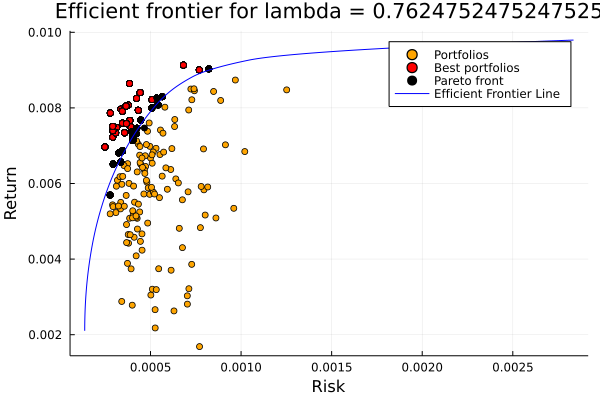 Efficient frontier for lambda = 0.7624752475247525
Return
0.010
0.008
0.006
0.004
0.002
Portfolios
Best portfolios
Pareto front
Efficient Frontier Line
0.0005
0.0010
0.0015
0.0020
0.0025
Risk